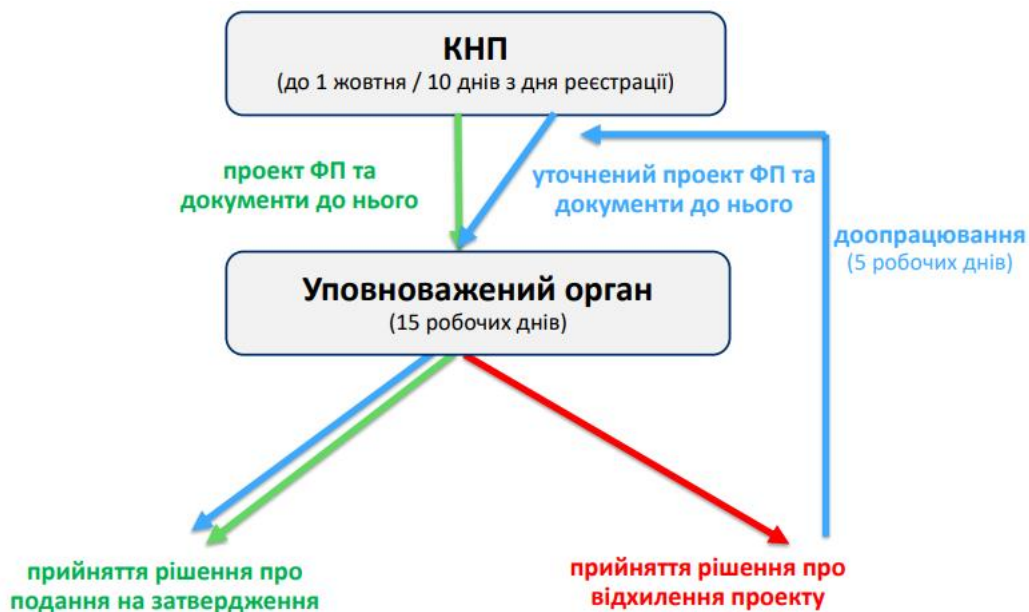 КНП
(до 1 жовтня / 10 днів з дня реєстрації)
проект ФП та
документи до нього
уточнений проект ФП та
документи до нього
доопрацювання
(5 робочих днів)
Уповноважений орган
(15 робочих днів)
прийняття рішення про
подання на затвердження
прийняття рішення про
відхилення проекту